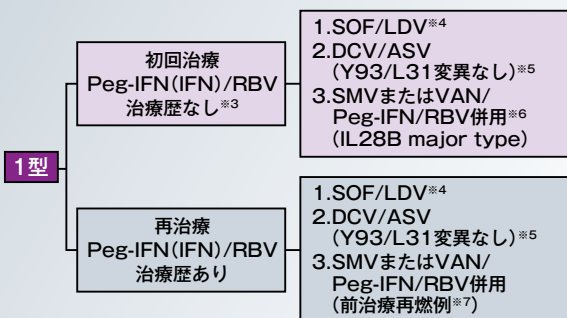 1型
初回治療
Peg-IFN(IFN)/RBV
治療歴なし※3
1.SOF/LDV※4
2.DCV/ASV
(Y93/L31変異なし)※5
3.SMVまたはVAN/
Peg-IFN/RBV併用※6
(IL28B major type)
再治療
Peg-IFN(IFN)/RBV
治療歴あり
1.SOF/LDV※4
2.DCV/ASV
(Y93/L31変異なし)※5
3.SMVまたはVAN/
Peg-IFN/RBV併用
(前治療再燃例※7)